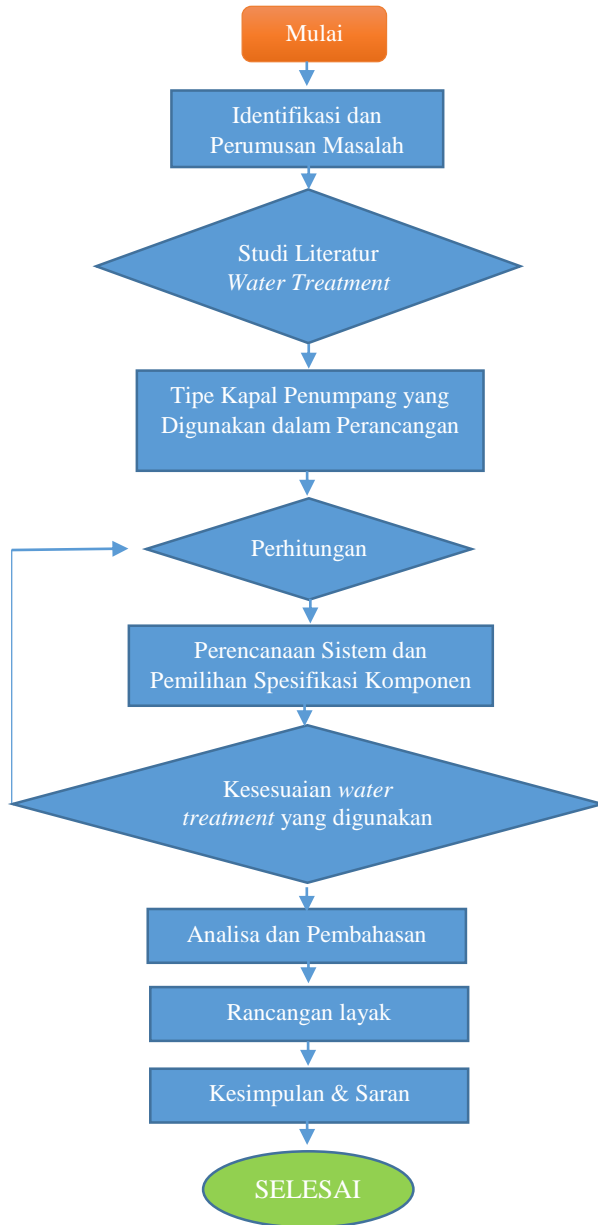 Mulai
Identifikasi dan
Perumusan Masalah
Studi Literatur
Water Treatment
Tipe Kapal Penumpang yang
Digunakan dalam Perancangan
Perhitungan
Perencanaan Sistem dan
Pemilihan Spesifikasi Komponen
Kesesuaian water
treatment yang digunakan
Analisa dan Pembahasan
Rancangan layak
Kesimpulan & Saran
SELESAI